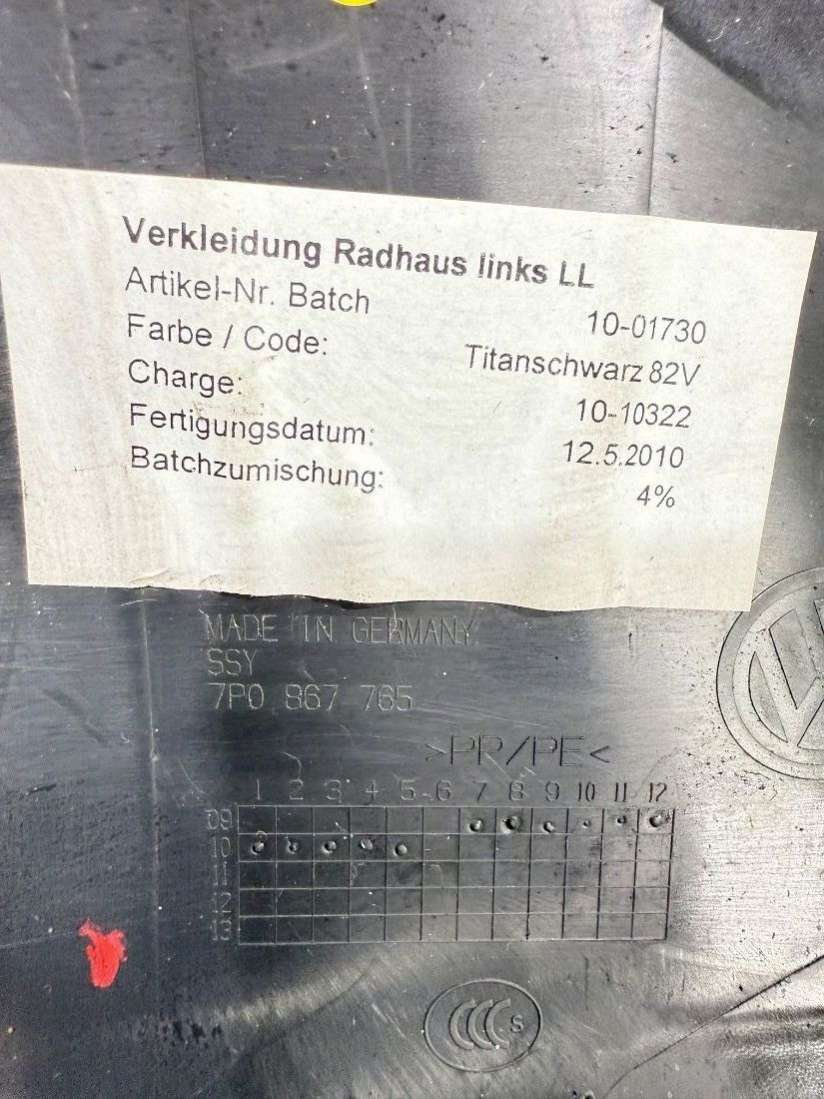 Verkleidung Radhaus links LL
Artikel-Nr. Batch 10-01730
Farbe / Code: Titanschwarz 82V
Charge: 10-10322
Fertigungsdatum: 12.5.2010
Batchzumischung: 4%
MADE IN GERMANY
SSY
7P0 867 765
>PR/PE<
1 2 3 4 5 6 7 8 9 10 11 12
09
10
11
12
13
CCC S